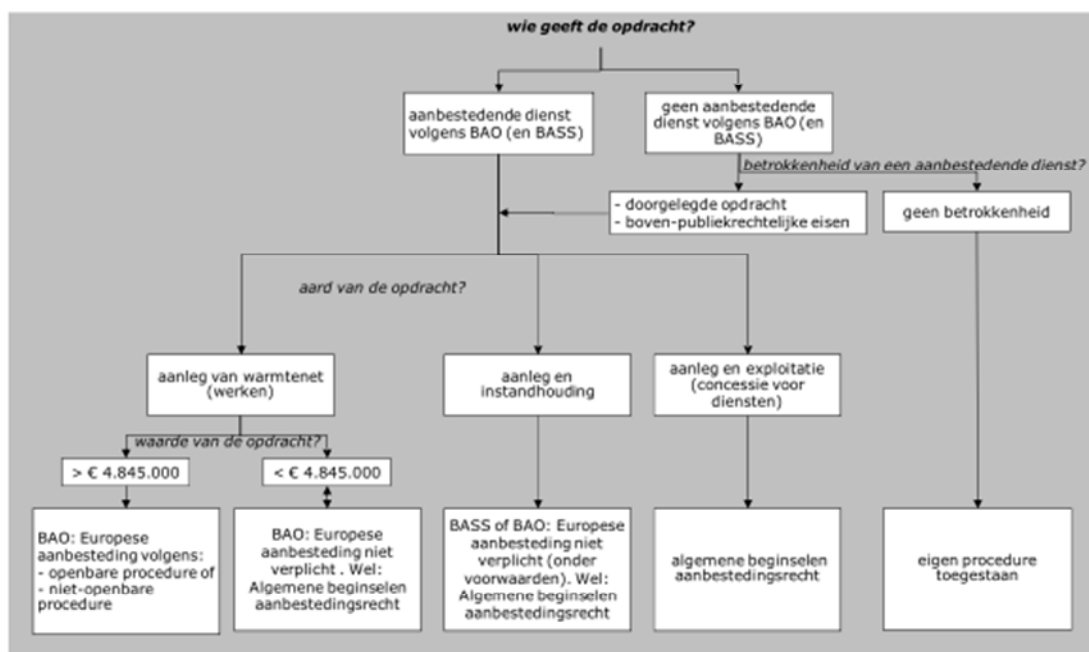 wie geeft de opdracht?
aanbestedende dienst
volgens BAO (en BASS)
geen aanbestedende
dienst volgens BAO (en
BASS)
betrokkenheid van een aanbestedende dienst?
- doorgelegde opdracht
- boven-publiekrechtelijke eisen
geen betrokkenheid
aard van de opdracht?
aanleg van warmtenet
(werken)
aanleg en
instandhouding
aanleg en exploitatie
(concessie voor
diensten)
waarde van de opdracht?
> € 4.845.000
< € 4.845.000
BAO: Europese
aanbesteding volgens:
- openbare procedure of
- niet-openbare
procedure
BAO: Europese
aanbesteding niet
verplicht . Wel:
Algemene beginselen
aanbestedingsrecht
BASS of BAO: Europese
aanbesteding niet
verplicht (onder
voorwaarden). Wel:
Algemene beginselen
aanbestedingsrecht
algemene beginselen
aanbestedingsrecht
eigen procedure
toegestaan